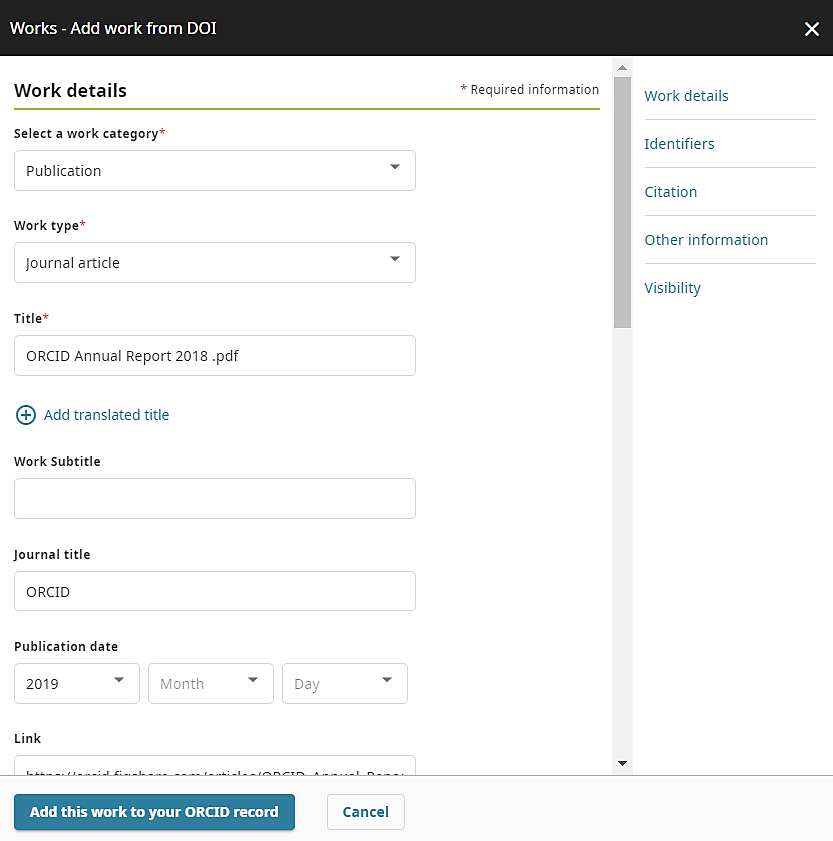 Works - Add work from DOI
Work details
* Required information
Select a work category*
Publication
Work type*
Journal article
Title*
ORCID Annual Report 2018 .pdf
Add translated title
Work Subtitle
Journal title
ORCID
Publication date
2019 Month Day
Link
https://orcid.figshare.com/articles/ORCID_Annual_Repor
Add this work to your ORCID record
Cancel
Work details
Identifiers
Citation
Other information
Visibility